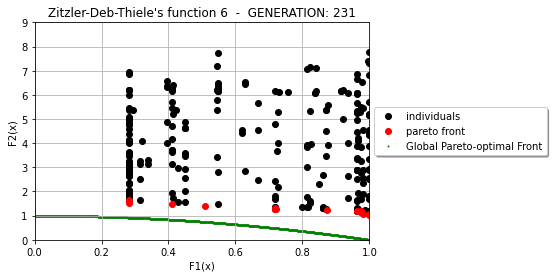 Zitzler-Deb-Thiele's function 6 - GENERATION: 231
9
8
7
6
5
4
3
2
1
0
F2(x)
0.0 0.2 0.4 0.6 0.8 1.0
F1(x)
individuals
pareto front
Global Pareto-optimal Front